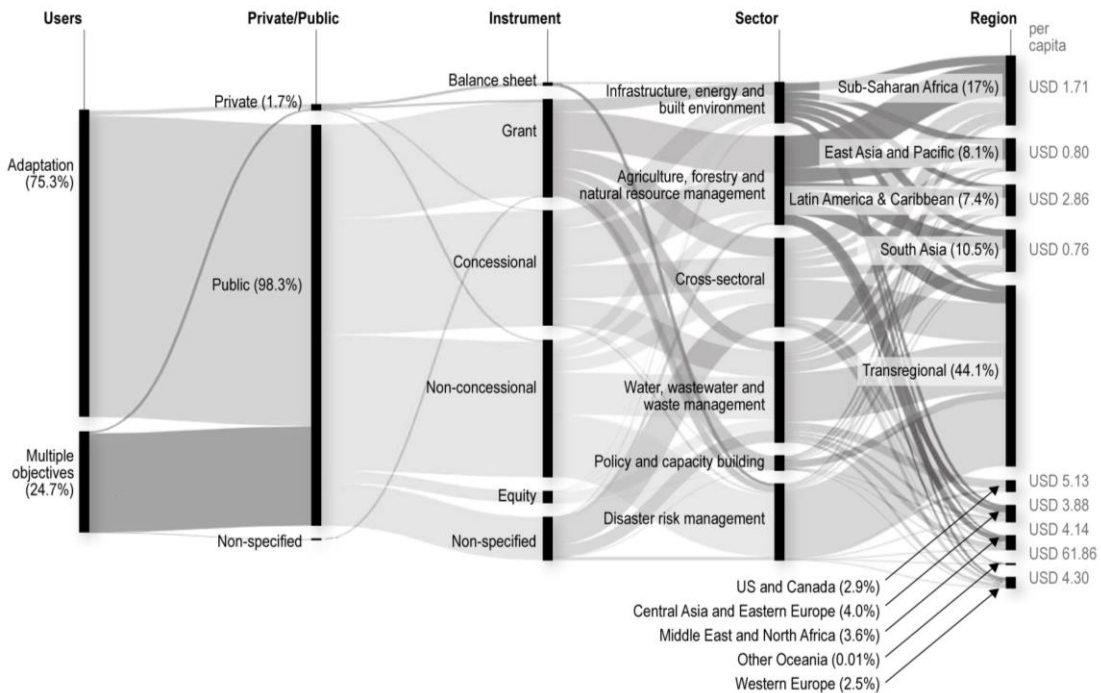 Users
Private/Public
Instrument
Sector
Region
per
capita
Adaptation
(75.3%)
Multiple
objectives
(24.7%)
Private (1.7%)
Public (98.3%)
Non-specified
Balance sheet
Grant
Concessional
Non-concessional
Equity
Non-specified
Infrastructure, energy and
built environment
Agriculture, forestry and
natural resource management
Cross-sectoral
Water, wastewater and
waste management
Policy and capacity building
Disaster risk management
Sub-Saharan Africa (17%)
USD 1.71
East Asia and Pacific (8.1%)
USD 0.80
Latin America & Caribbean (7.4%)
USD 2.86
South Asia (10.5%)
USD 0.76
Transregional (44.1%)
USD 5.13
USD 3.88
USD 4.14
USD 61.86
USD 4.30
US and Canada (2.9%)
Central Asia and Eastern Europe (4.0%)
Middle East and North Africa (3.6%)
Other Oceania (0.01%)
Western Europe (2.5%)